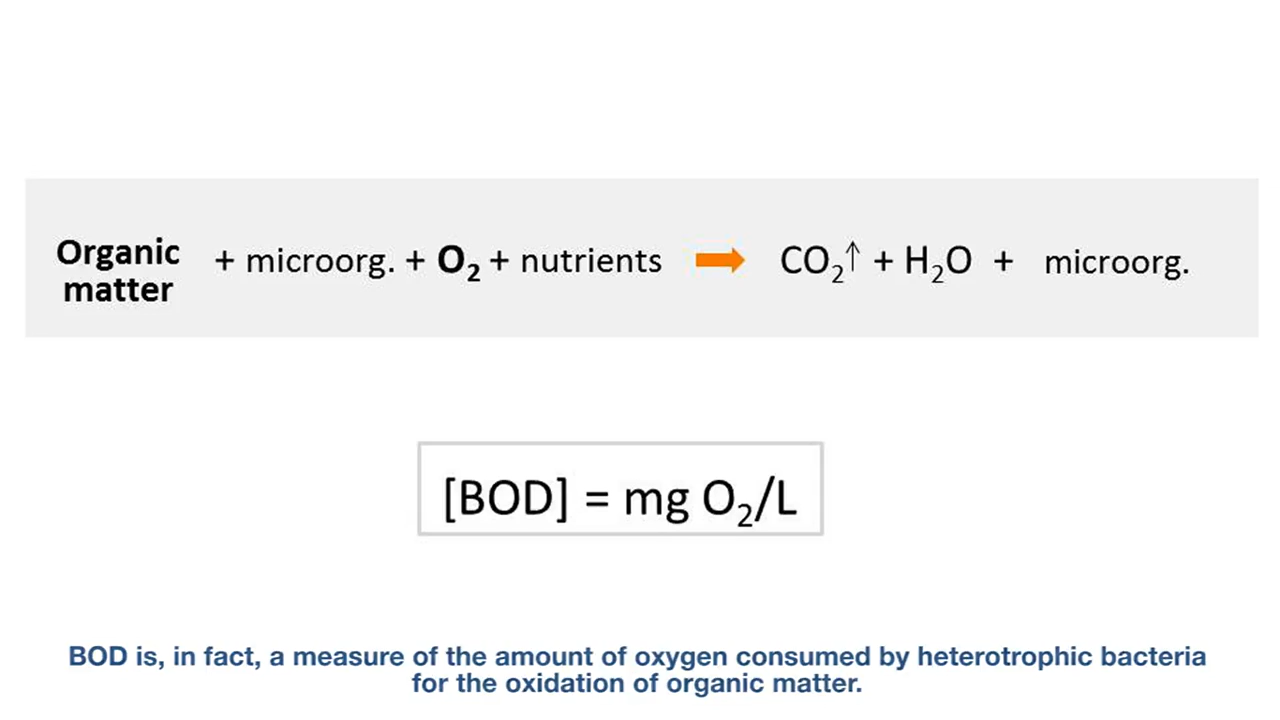 Organic
matter + microorg. + O₂ + nutrients → CO₂↑ + H₂O + microorg.
[BOD] = mg O₂/L
BOD is, in fact, a measure of the amount of oxygen consumed by heterotrophic bacteria
for the oxidation of organic matter.